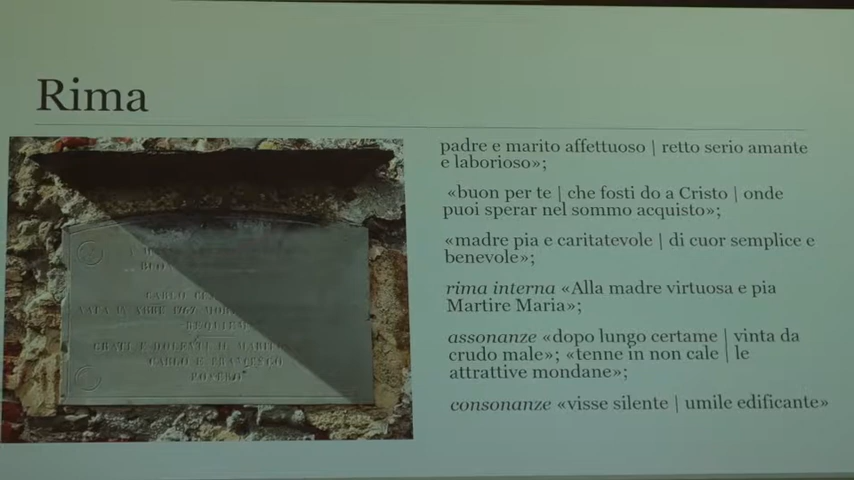 Rima
padre e marito affettuoso | retto serio amante
e laborioso»;
«buon per te | che fosti do a Cristo | onde
puoi sperar nel sommo acquisto»;
«madre pia e caritatevole | di cuor semplice e
benevole»;
rima interna «Alla madre virtuosa e pia
Martire Maria»;
assonanze «dopo lungo certame | vinta da
crudo male»; «tenne in non cale | le
attrattive mondane»;
consonanze «visse silente | umile edificante»
CARLO
REQUIEM
GRATI E DOLENTI IL MARITO
CARLO E FRANCESCO